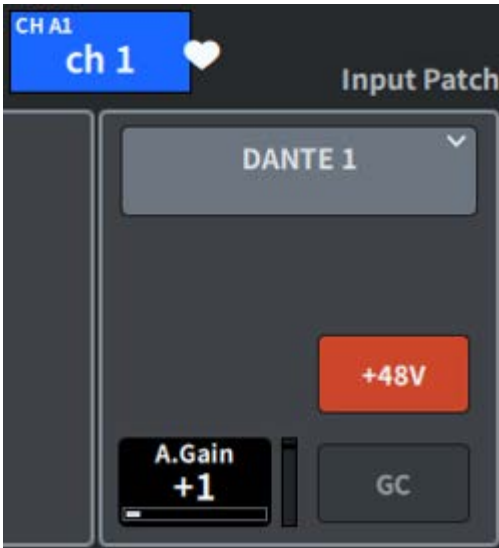 CH A1
ch 1
Input Patch
DANTE 1
+48V
A.Gain
+1
GC